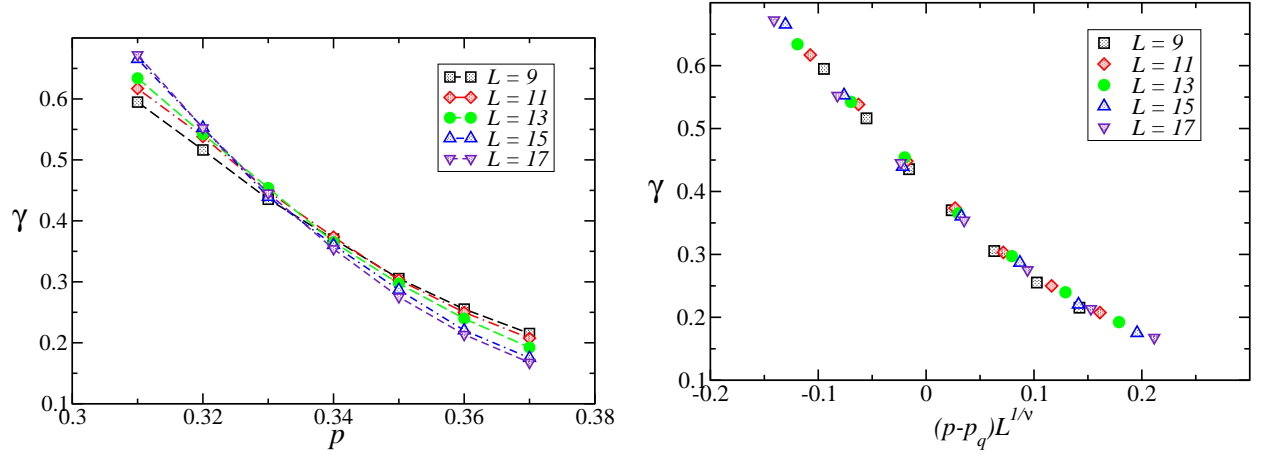 0.6
0.5
0.4
0.3
0.2
0.1
γ
0.3
0.32
0.34
0.36
0.38
p
L = 9
L = 11
L = 13
L = 15
L = 17
0.6
0.5
0.4
0.3
0.2
0.1
γ
-0.2
-0.1
0
0.1
0.2
(p-p_q)L^{1/ν}
L = 9
L = 11
L = 13
L = 15
L = 17